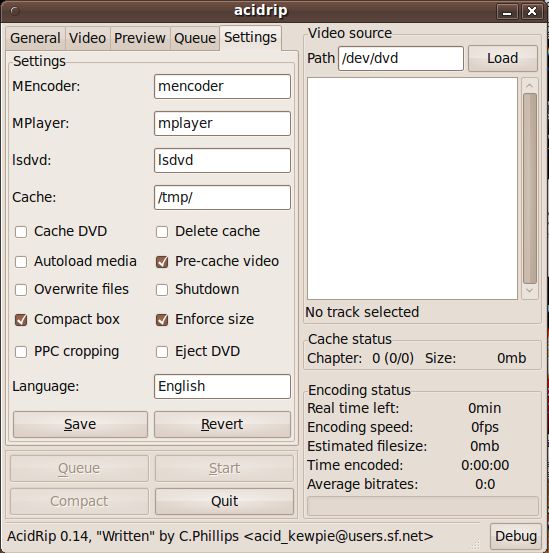 acidrip
General Video Preview Queue Settings
Settings
MEncoder: mencoder
MPlayer: mplayer
lsdvd: lsdvd
Cache: /tmp/
Cache DVD Delete cache
Autoload media Pre-cache video
Overwrite files Shutdown
Compact box Enforce size
PPC cropping Eject DVD
Language: English
Save Revert
Queue Start
Compact Quit
Video source
Path /dev/dvd Load
No track selected
Cache status
Chapter: 0 (0/0) Size: 0mb
Encoding status
Real time left: 0min
Encoding speed: 0fps
Estimated filesize: 0mb
Time encoded: 0:00:00
Average bitrates: 0:0
AcidRip 0.14, "Written" by C.Phillips <acid_kewpie@users.sf.net> Debug